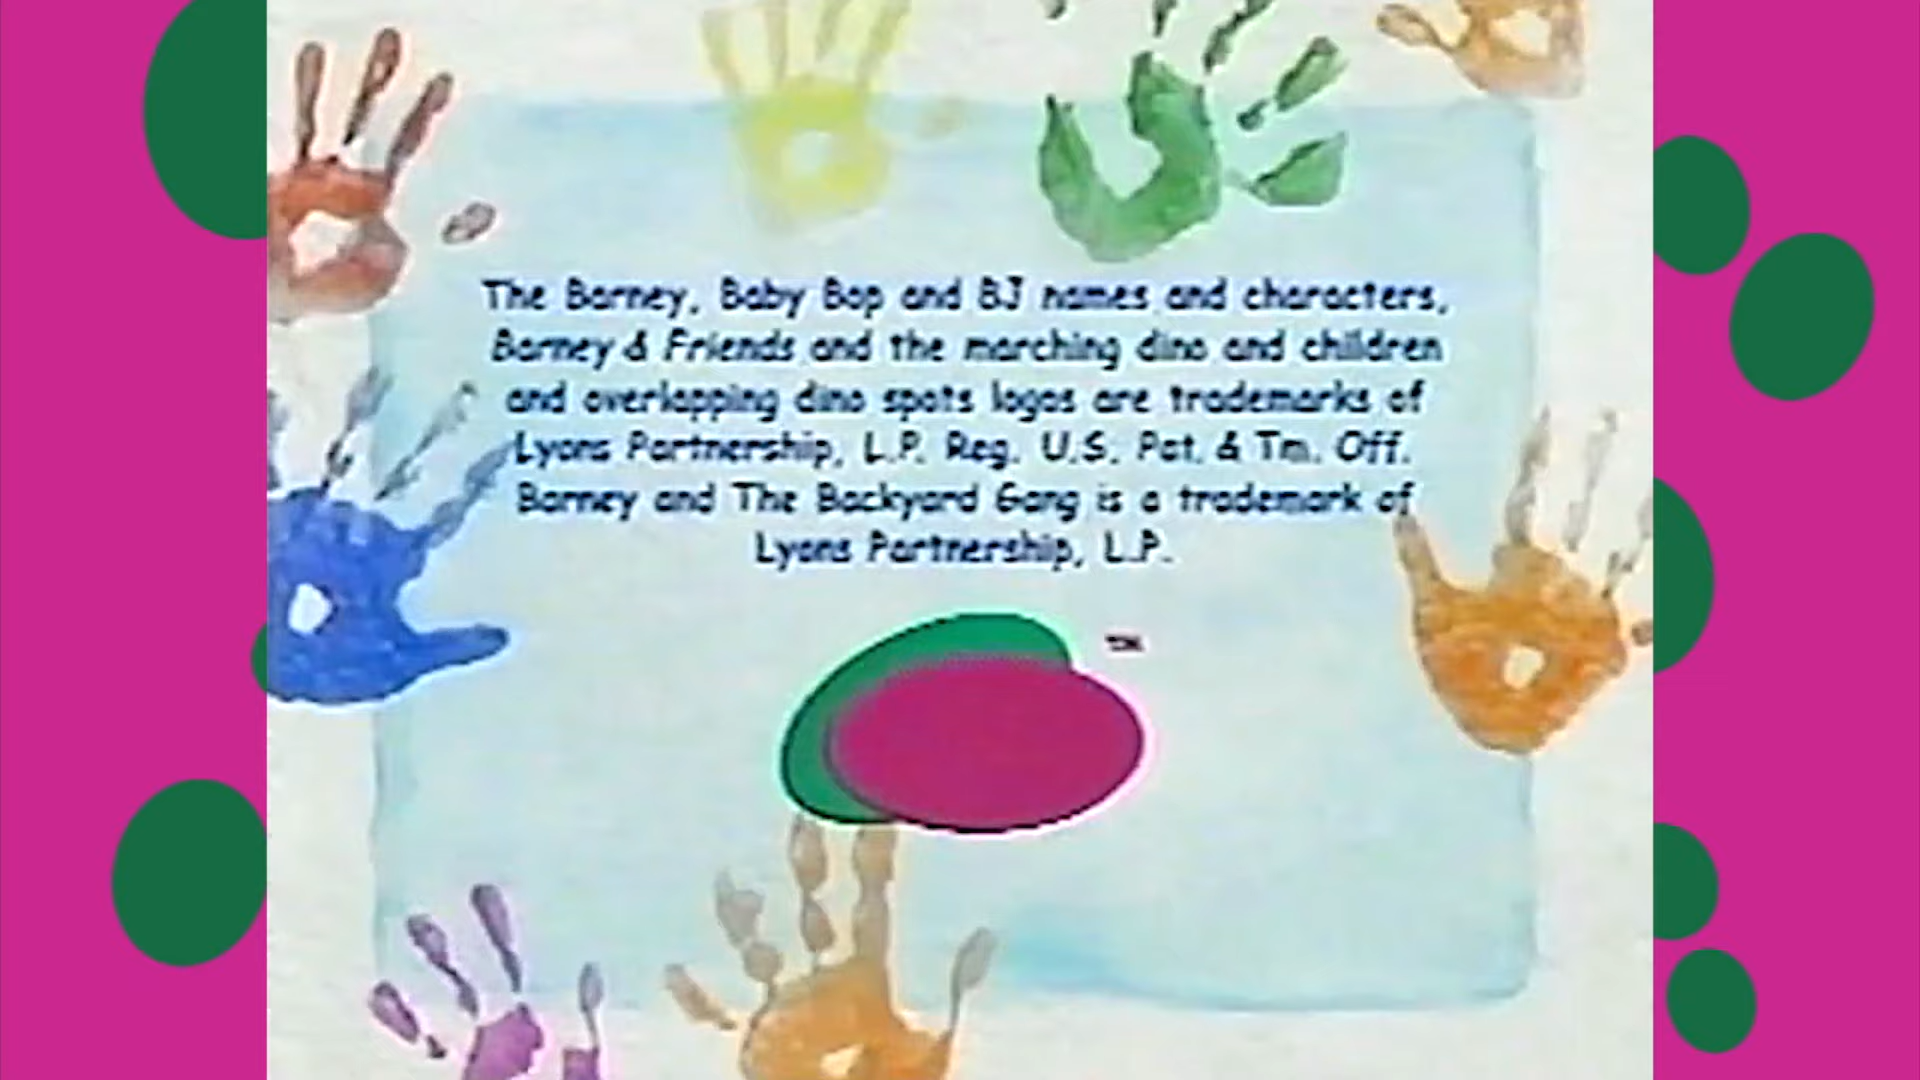 The Barney, Baby Bop and BJ names and characters,
Barney & Friends and the marching dino and children
and overlapping dino spots logos are trademarks of
Lyons Partnership, L.P. Reg. U.S. Pat. & Tm. Off.
Barney and The Backyard Gang is a trademark of
Lyons Partnership, L.P.
TM